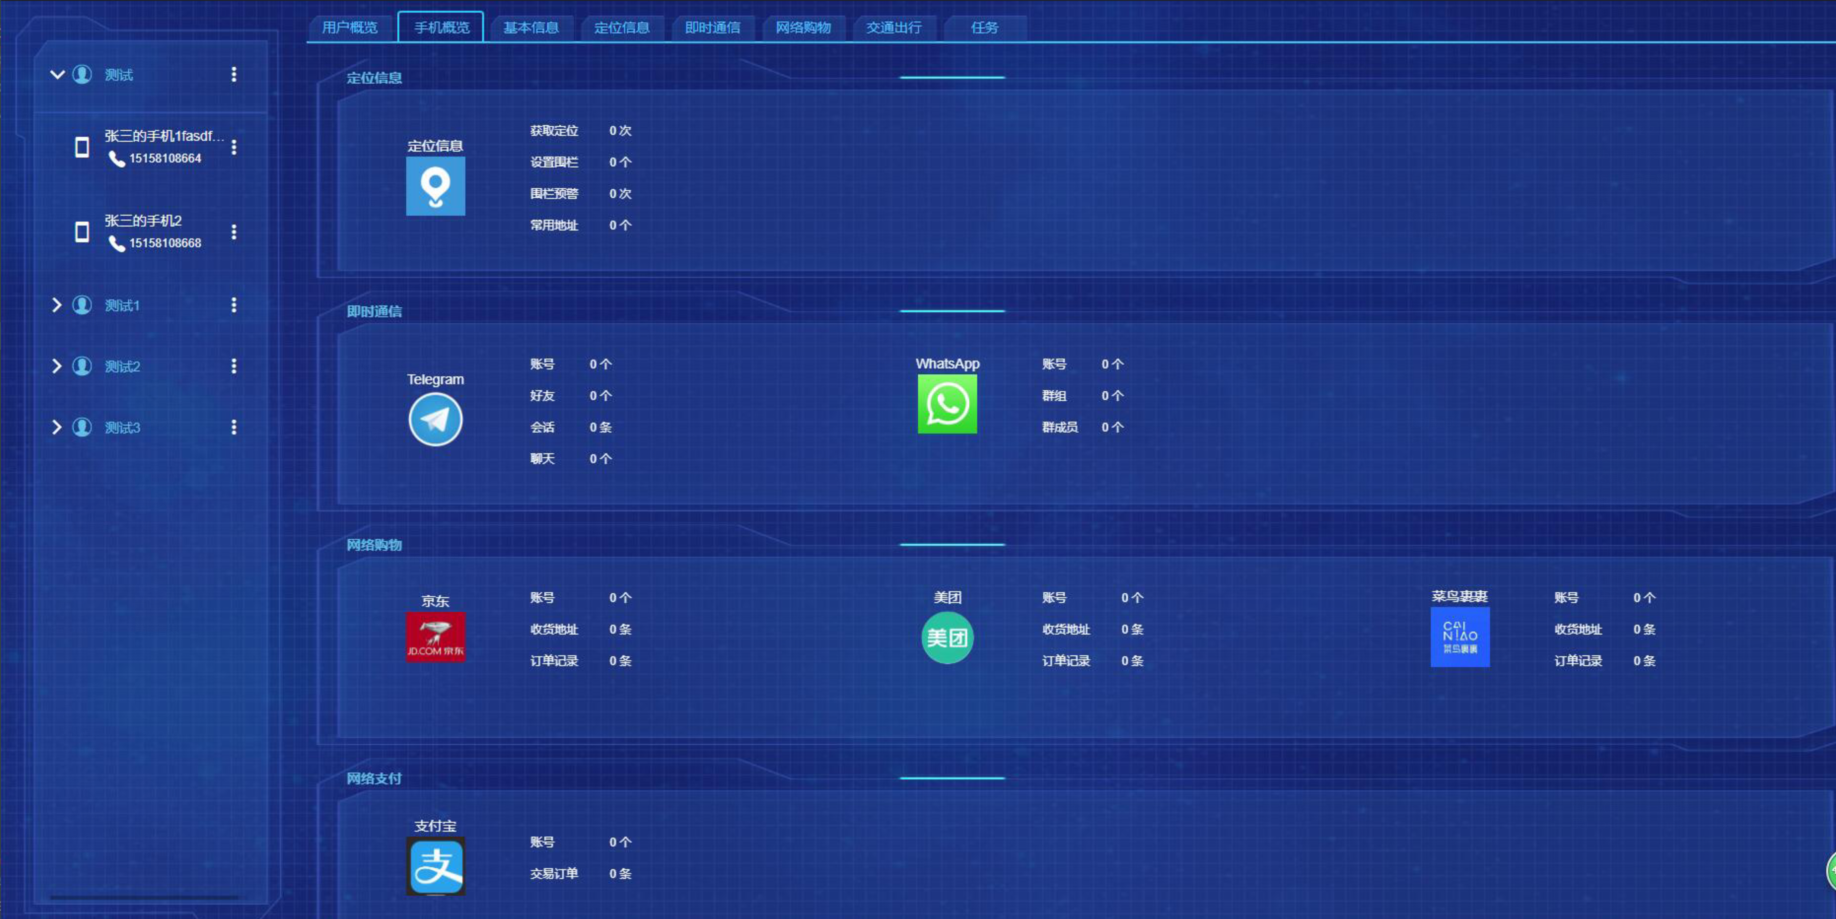 用户概览 手机概览 基本信息 定位信息 即时通信 网络购物 交通出行 任务
测试
张三的手机1fasdf...
15158108664
张三的手机2
15158108668
测试1
测试2
测试3
定位信息
定位信息
获取定位 0 次
设置围栏 0 个
围栏预警 0 次
常用地址 0 个
即时通信
Telegram
账号 0 个
好友 0 个
会话 0 条
聊天 0 个
WhatsApp
账号 0 个
群组 0 个
群成员 0 个
网络购物
京东
JD.COM 京东
账号 0 个
收货地址 0 条
订单记录 0 条
美团
美团
账号 0 个
收货地址 0 条
订单记录 0 条
菜鸟裹裹
CAI
NIAO
菜鸟裹裹
账号 0 个
收货地址 0 条
订单记录 0 条
网络支付
支付宝
支
账号 0 个
交易订单 0 条